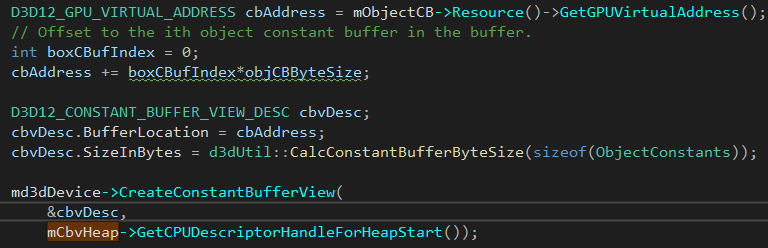 D3D12_GPU_VIRTUAL_ADDRESS cbAddress = mObjectCB->Resource()->GetGPUVirtualAddress();
// Offset to the ith object constant buffer in the buffer.
int boxCBufIndex = 0;
cbAddress += boxCBufIndex*objCBByteSize;
D3D12_CONSTANT_BUFFER_VIEW_DESC cbvDesc;
cbvDesc.BufferLocation = cbAddress;
cbvDesc.SizeInBytes = d3dUtil::CalcConstantBufferByteSize(sizeof(ObjectConstants));
md3dDevice->CreateConstantBufferView(
&cbvDesc,
mCbvHeap->GetCPUDescriptorHandleForHeapStart());